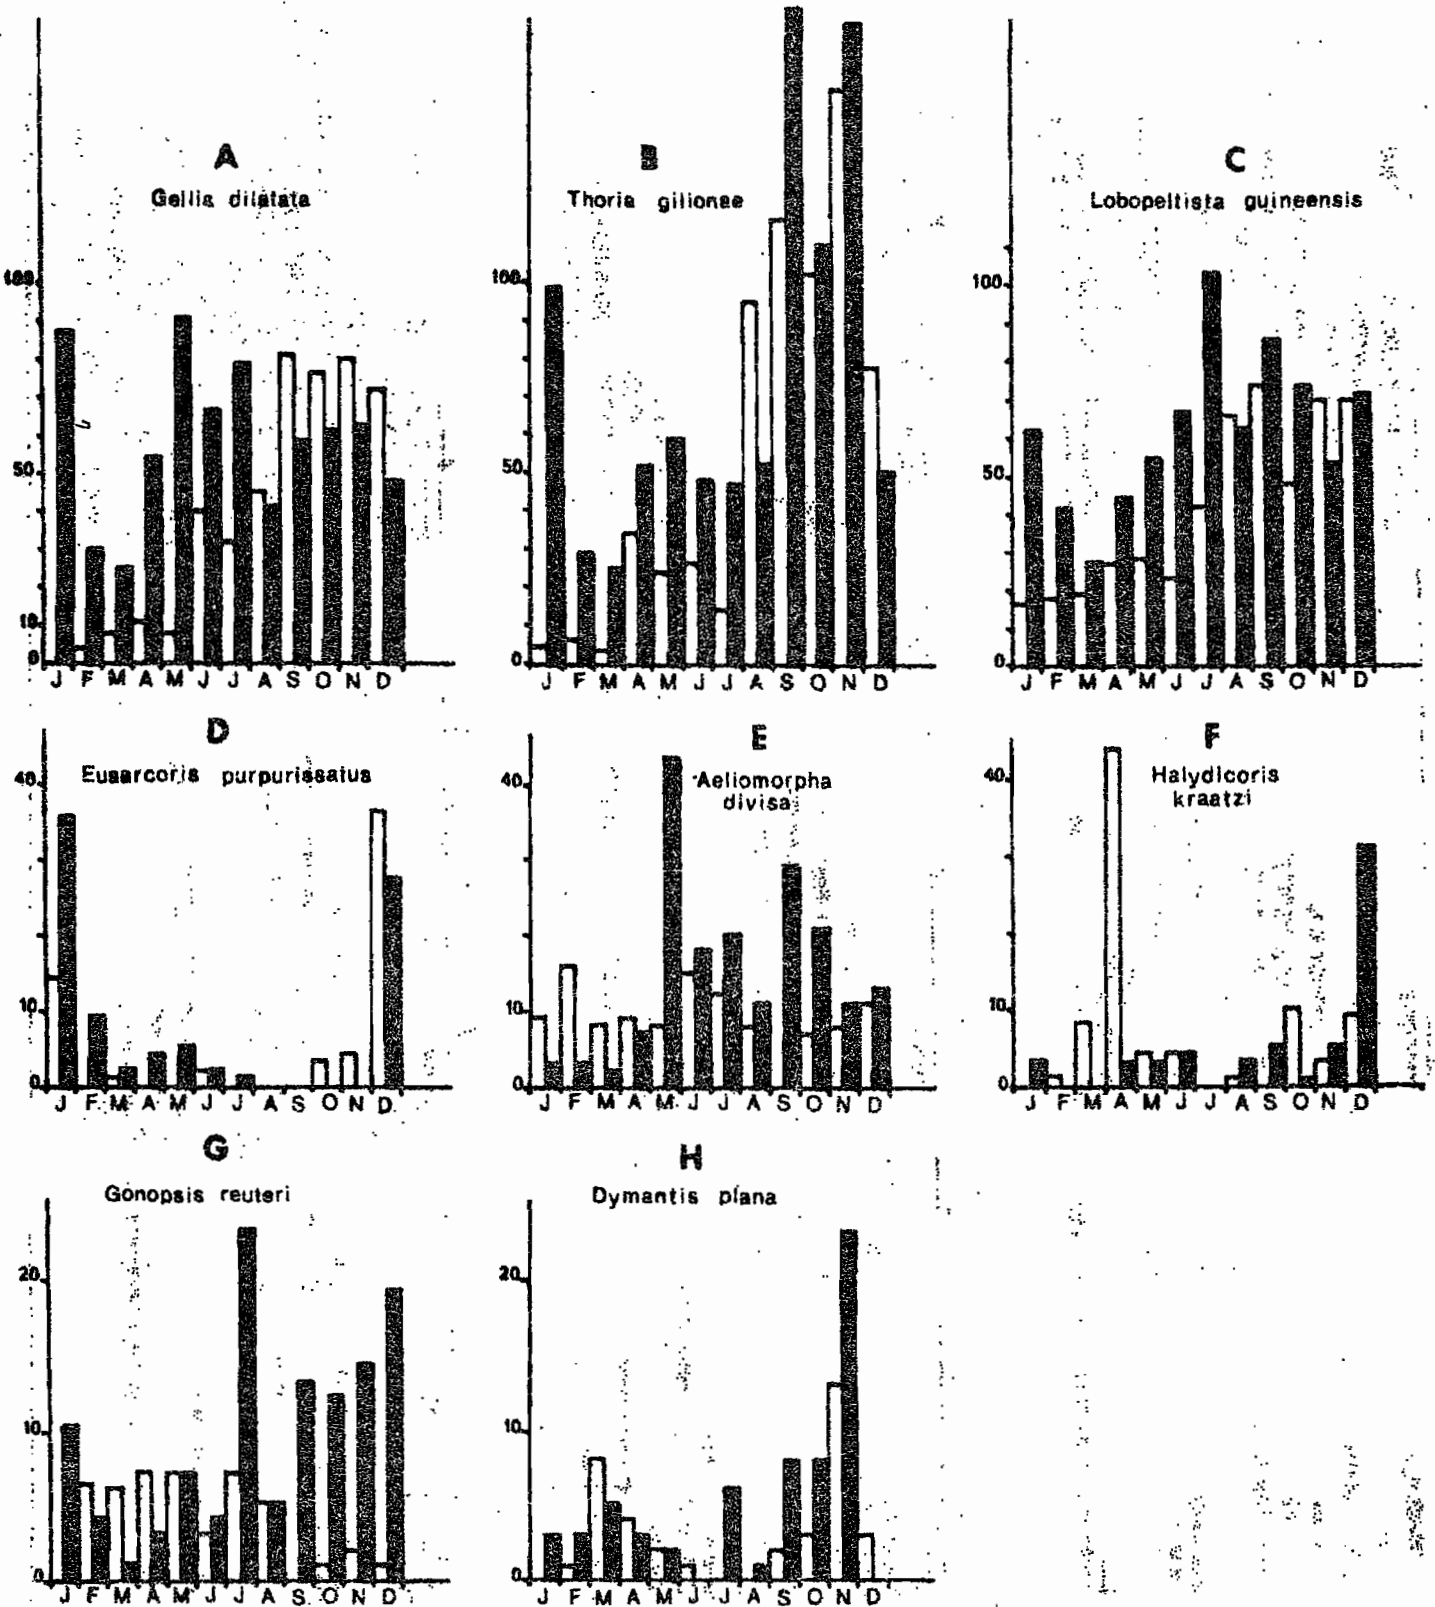 A
Gellia dilatata
100
50
10
0
J F M A M J J A S O N D
B
Thoria gilionae
100
50
0
J F M A M J J A S O N D
C
Lobopeltista guineensis
100
50
0
J F M A M J J A S O N D
D
Eusarcoris purpurissatus
40
10
0
J F M A M J J A S O N D
E
Aeliomorpha
divisa
40
10
0
J F M A M J J A S O N D
F
Halydicoris
kraatzi
40
10
0
J F M A M J J A S O N D
G
Gonopsis reuteri
20
10
0
J F M A M J J A S O N D
H
Dymantis plana
20
10
0
J F M A M J J A S O N D